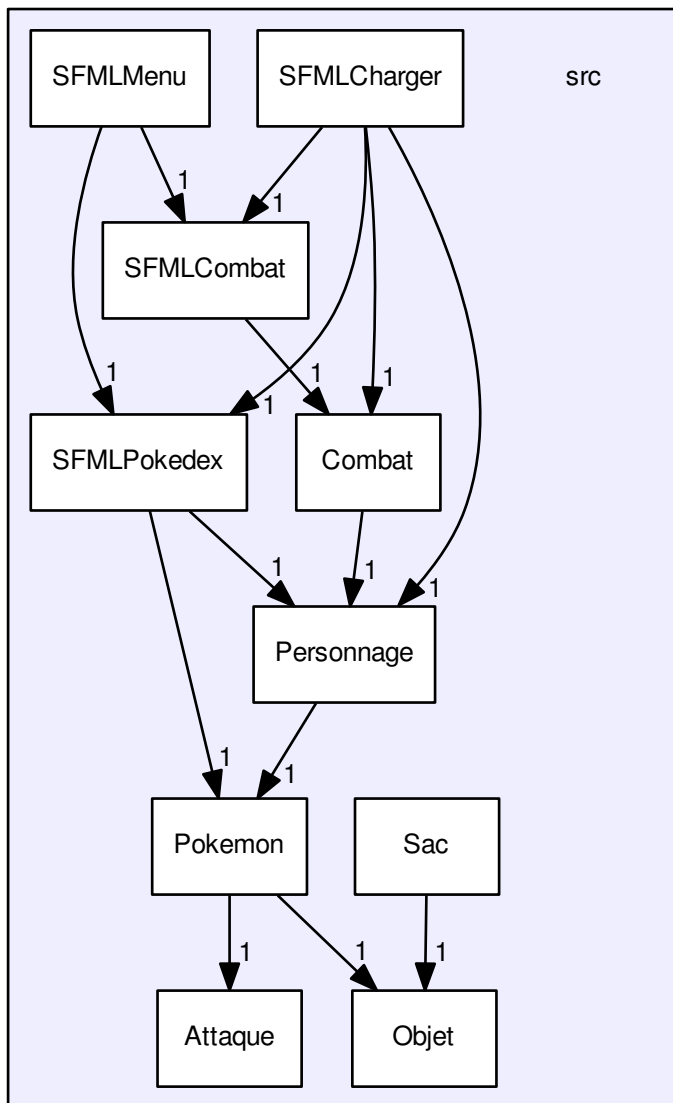 SFMLMenu
SFMLCharger
src
1
1
SFMLCombat
1
1
1
1
SFMLPokedex
Combat
1
1
1
Personnage
1
1
Pokemon
Sac
1
1
1
Attaque
Objet